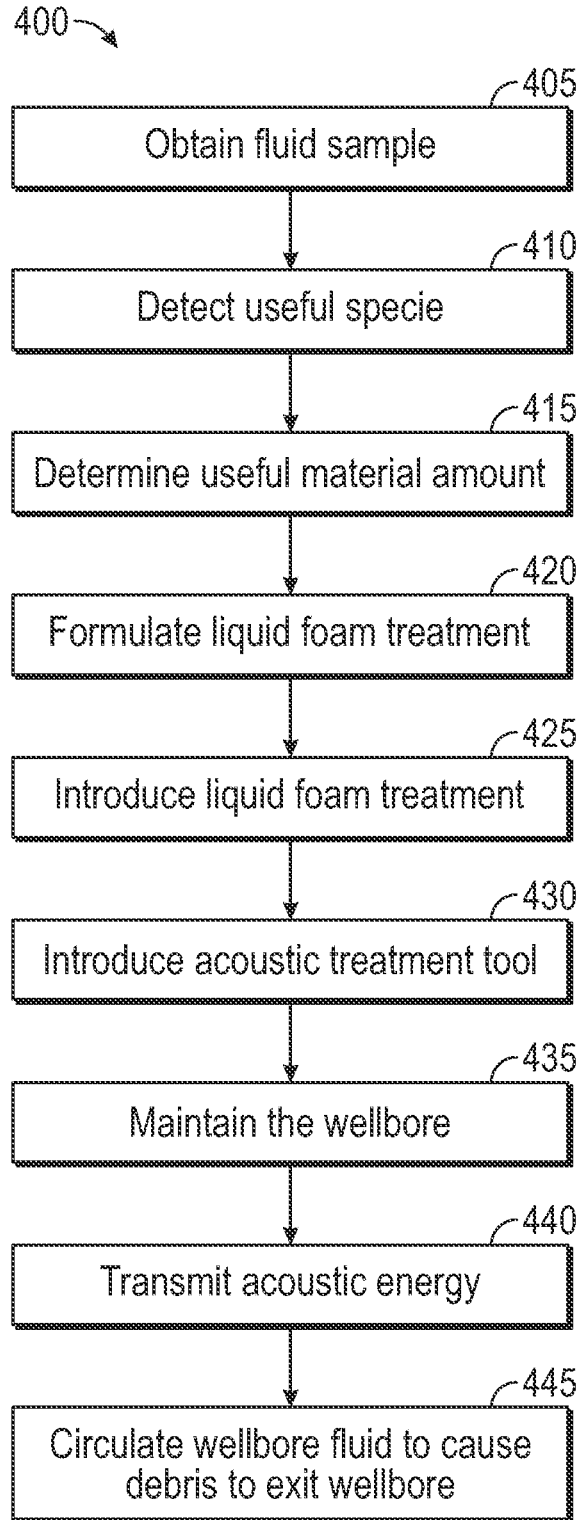 400
405
Obtain fluid sample
410
Detect useful specie
415
Determine useful material amount
420
Formulate liquid foam treatment
425
Introduce liquid foam treatment
430
Introduce acoustic treatment tool
435
Maintain the wellbore
440
Transmit acoustic energy
445
Circulate wellbore fluid to cause
debris to exit wellbore